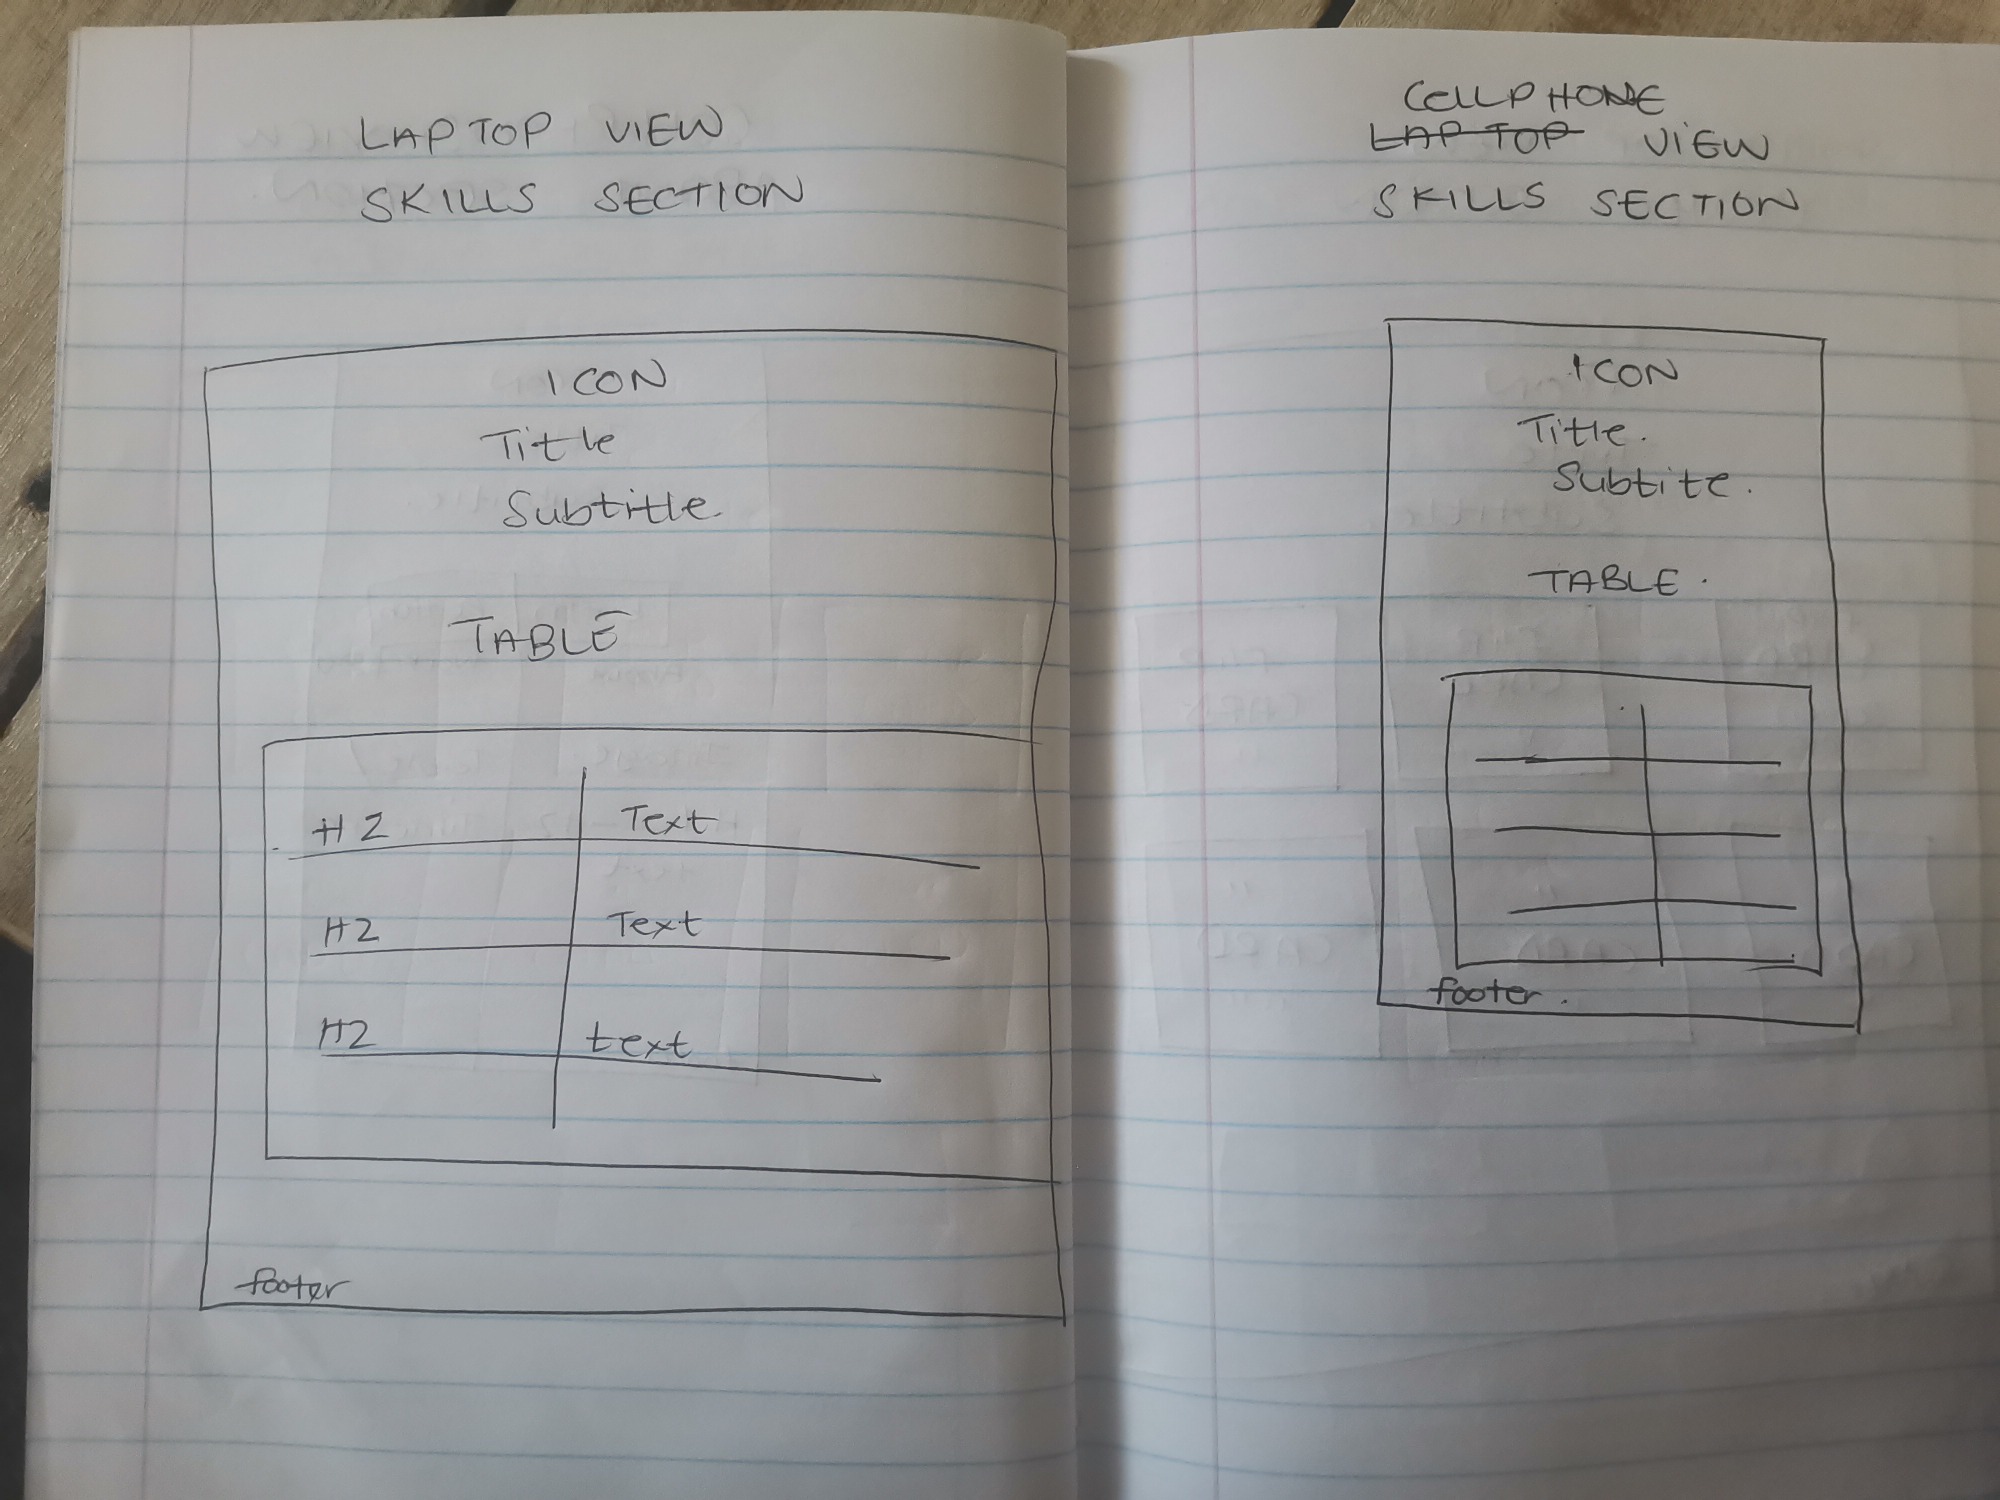 LAPTOP VIEW
SKILLS SECTION
ICON
Title
Subtitle
TABLE
H2 Text
H2 Text
H2 text
footer
CELLPHONE
LAPTOP VIEW
SKILLS SECTION
ICON
Title.
Subtite.
TABLE.
footer.